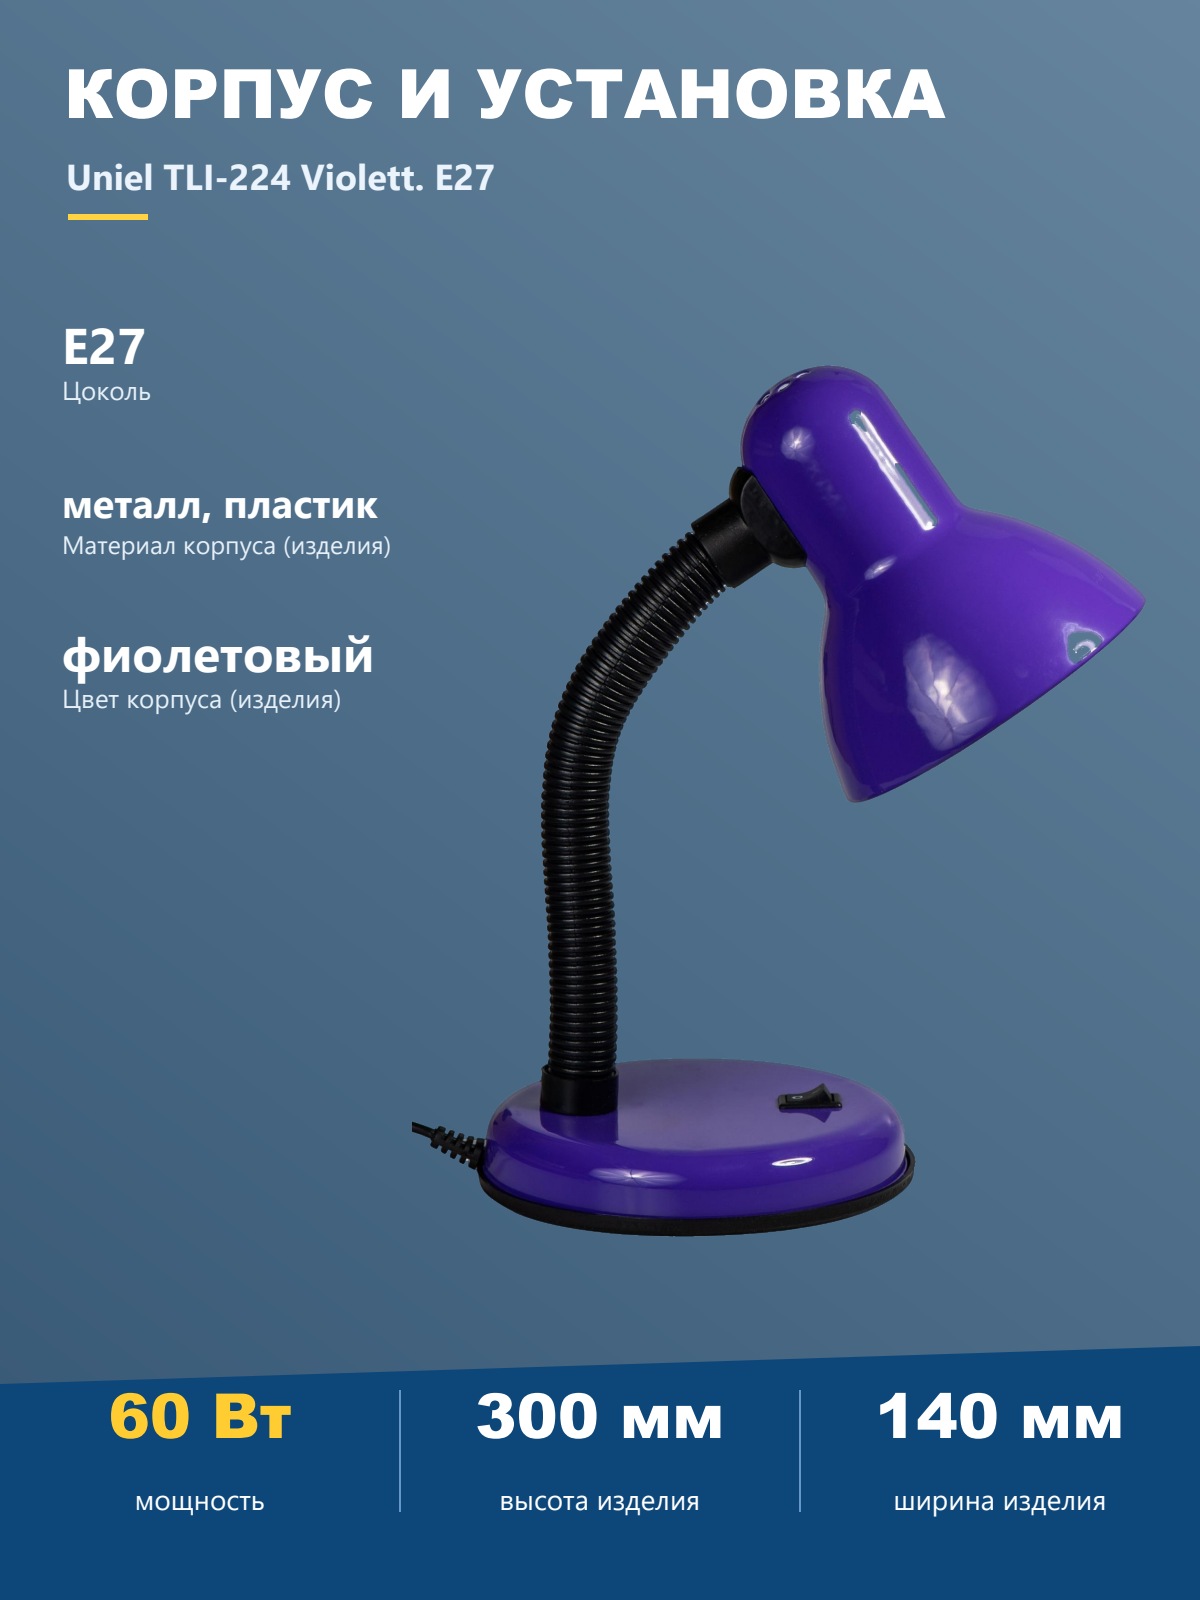 КОРПУС И УСТАНОВКА
Uniel TLI-224 Violett. E27
E27
Цоколь
металл, пластик
Материал корпуса (изделия)
фиолетовый
Цвет корпуса (изделия)
60 Вт
мощность
300 мм
высота изделия
140 мм
ширина изделия